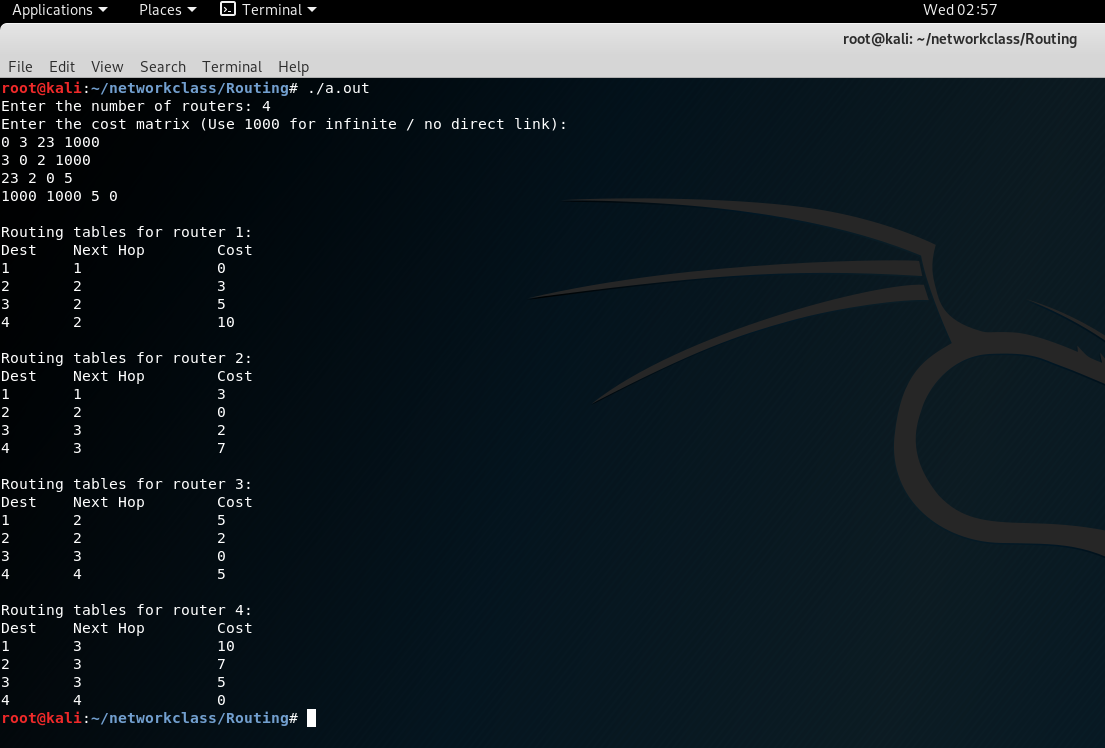 Applications Places Terminal Wed 02:57
root@kali: ~/networkclass/Routing
File Edit View Search Terminal Help
root@kali:~/networkclass/Routing# ./a.out
Enter the number of routers: 4
Enter the cost matrix (Use 1000 for infinite / no direct link):
0 3 23 1000
3 0 2 1000
23 2 0 5
1000 1000 5 0
Routing tables for router 1:
Dest Next Hop Cost
1 1 0
2 2 3
3 2 5
4 2 10
Routing tables for router 2:
Dest Next Hop Cost
1 1 3
2 2 0
3 3 2
4 3 7
Routing tables for router 3:
Dest Next Hop Cost
1 2 5
2 2 2
3 3 0
4 4 5
Routing tables for router 4:
Dest Next Hop Cost
1 3 10
2 3 7
3 3 5
4 4 0
root@kali:~/networkclass/Routing#